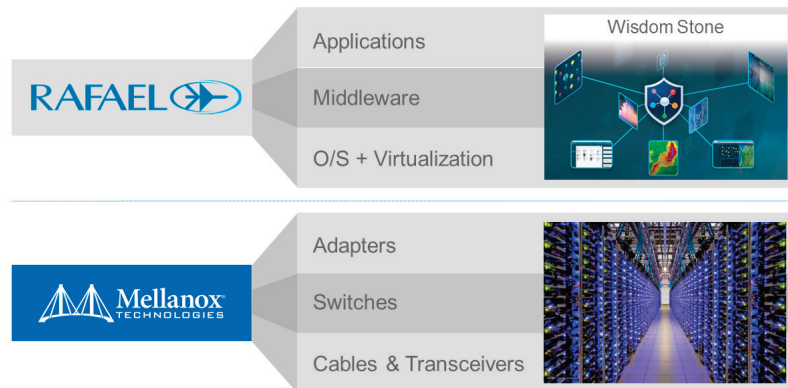 Wisdom Stone
Applications
RAFAEL
Middleware
O/S + Virtualization
Adapters
Mellanox®
TECHNOLOGIES
Switches
Cables & Transceivers